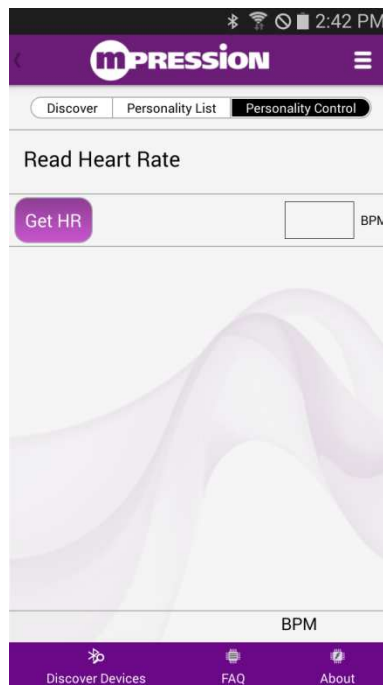 2:42 PM
mPRESSiON
Discover Personality List Personality Control
Read Heart Rate
Get HR BPM
BPM
Discover Devices FAQ About